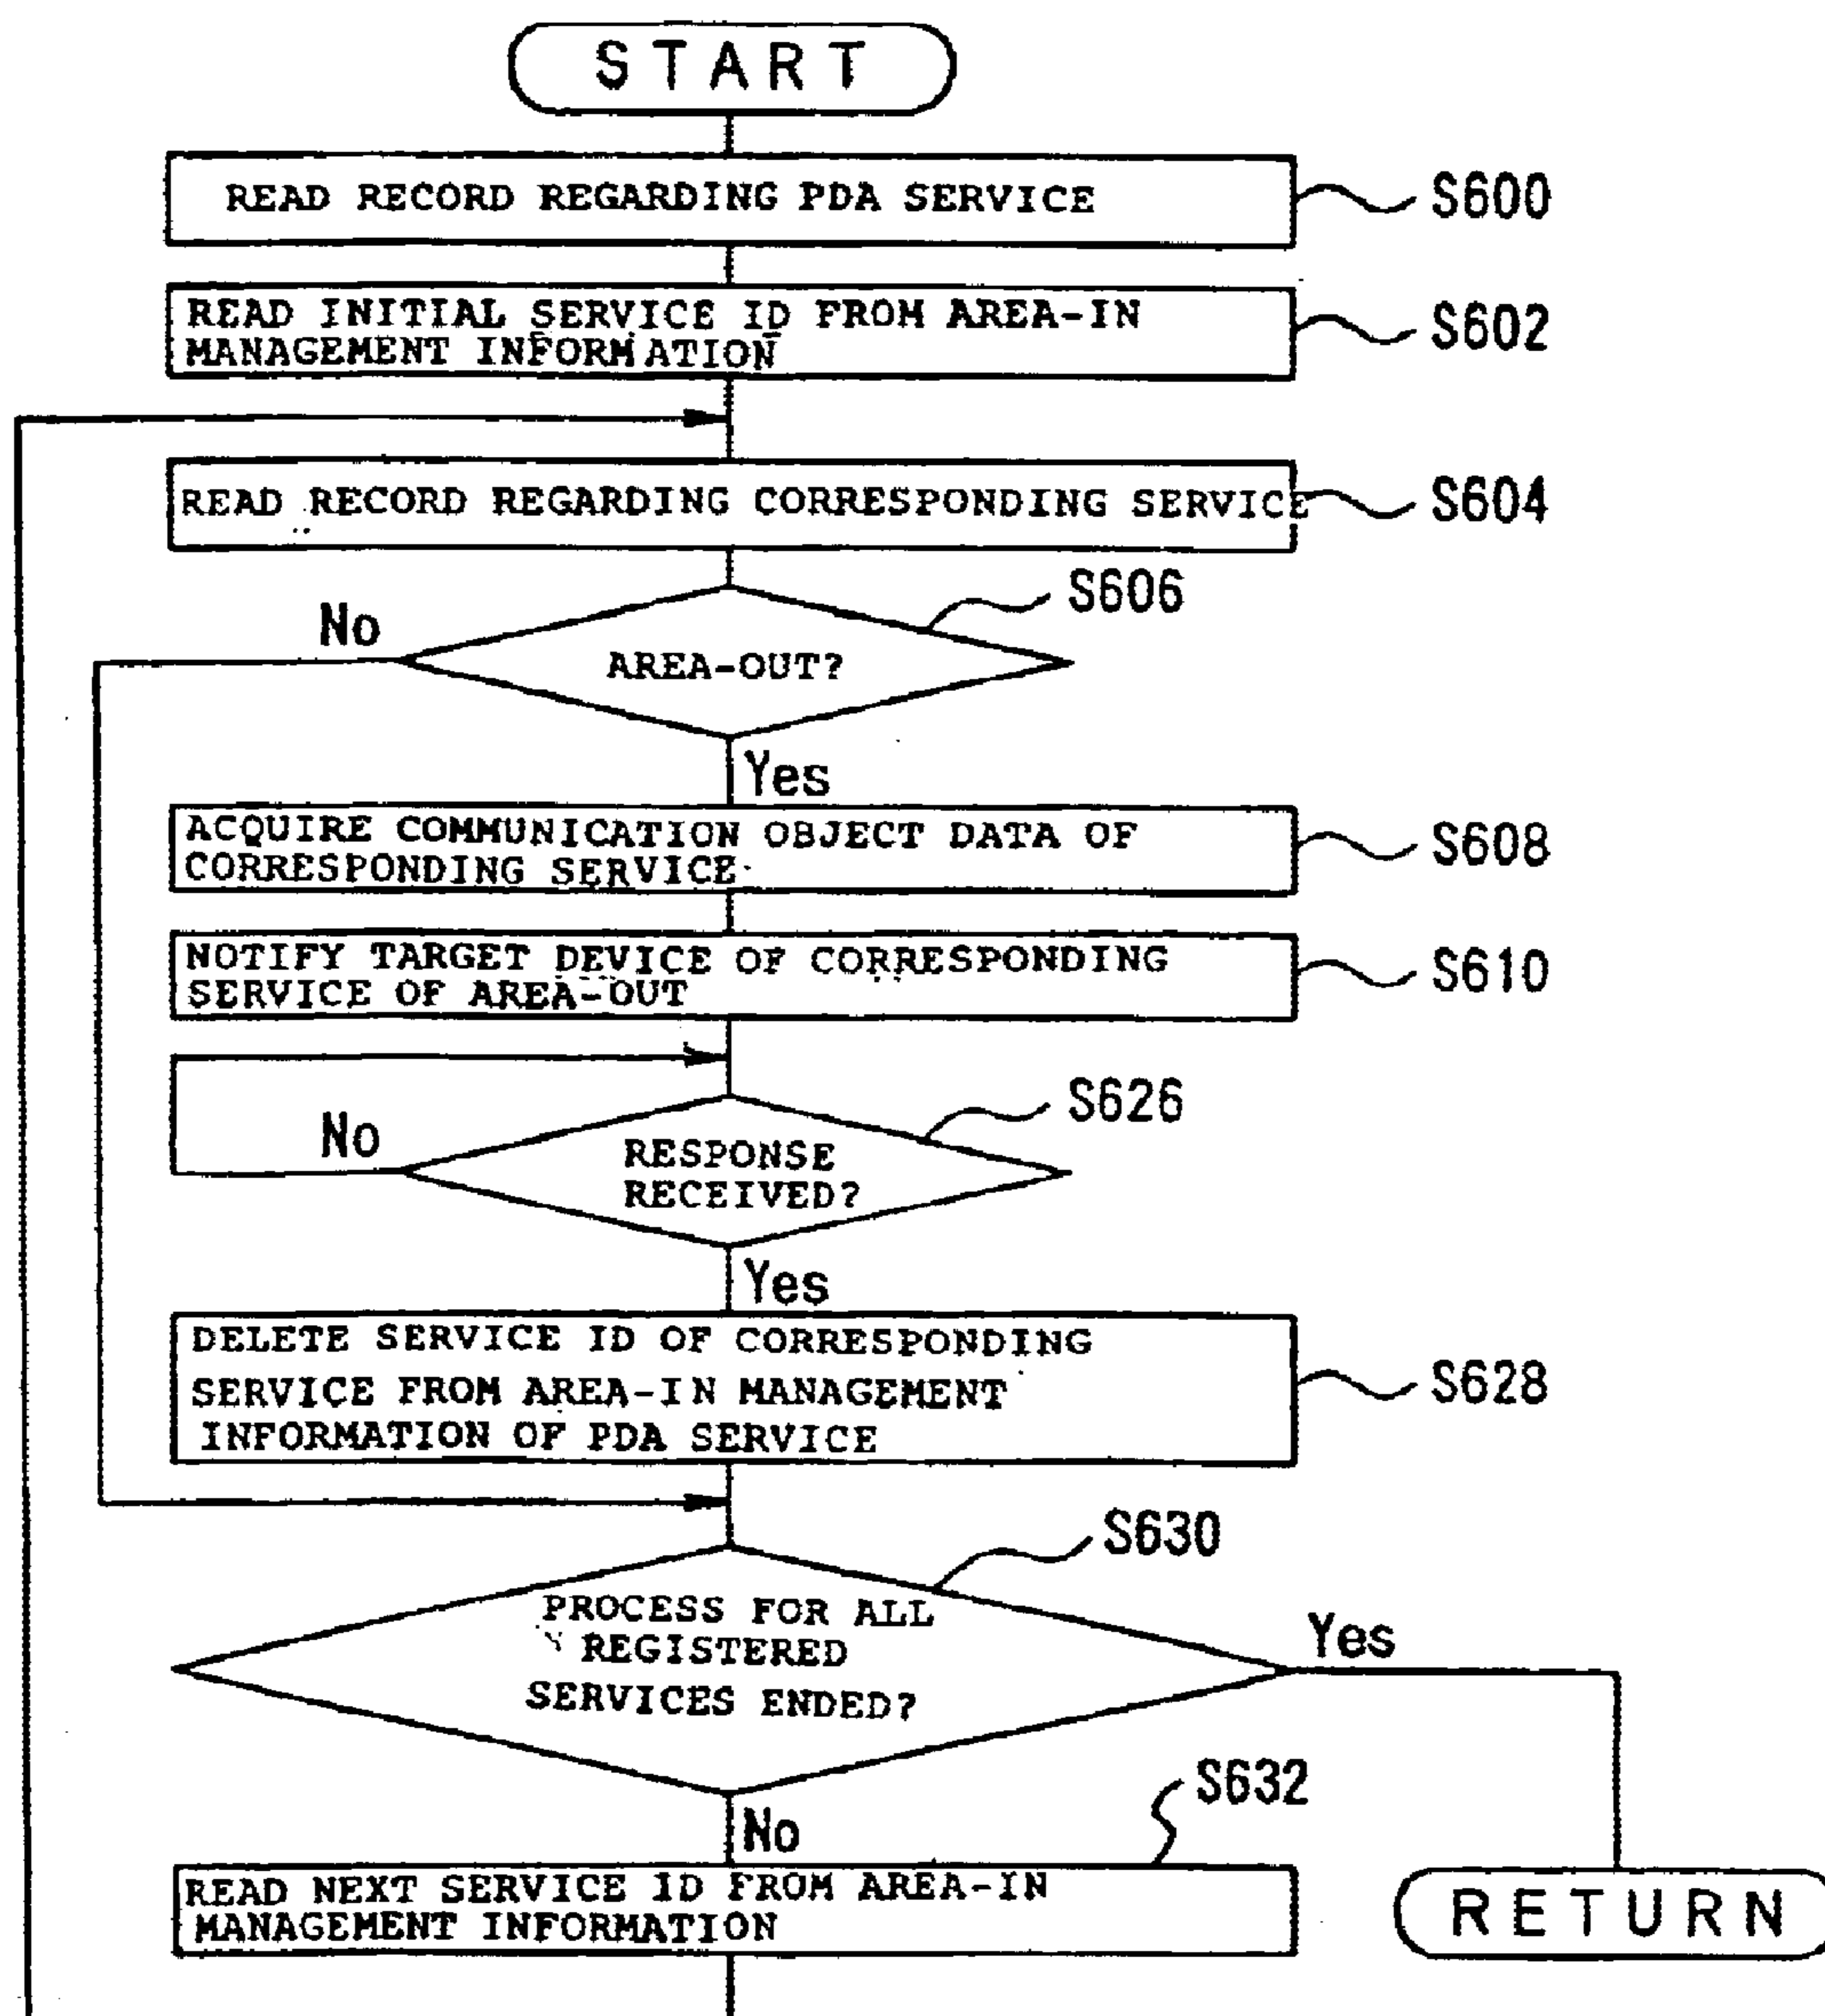 START
READ RECORD REGARDING PDA SERVICE
S600
READ INITIAL SERVICE ID FROM AREA-IN
MANAGEMENT INFORMATION
S602
READ RECORD REGARDING CORRESPONDING SERVICE
S604
S606
No
AREA-OUT?
Yes
ACQUIRE COMMUNICATION OBJECT DATA OF
CORRESPONDING SERVICE
S608
NOTIFY TARGET DEVICE OF CORRESPONDING
SERVICE OF AREA-OUT
S610
S626
No
RESPONSE
RECEIVED?
Yes
DELETE SERVICE ID OF CORRESPONDING
SERVICE FROM AREA-IN MANAGEMENT
INFORMATION OF PDA SERVICE
S628
S630
PROCESS FOR ALL
REGISTERED
SERVICES ENDED?
Yes
S632
No
READ NEXT SERVICE ID FROM AREA-IN
MANAGEMENT INFORMATION
RETURN